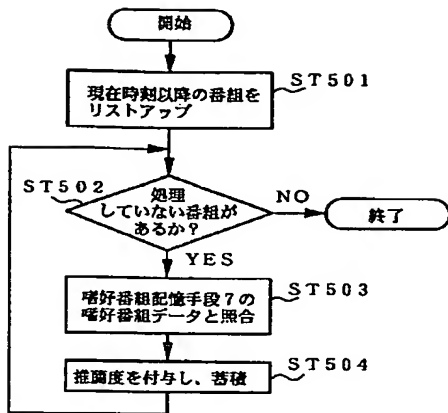 開始
ST501
現在時刻以降の番組を
リストアップ
ST502
処理
していない番組が
あるか?
NO
終了
YES
ST503
嗜好番組記憶手段7の
嗜好番組データと照合
ST504
推薦度を付与し、蓄積